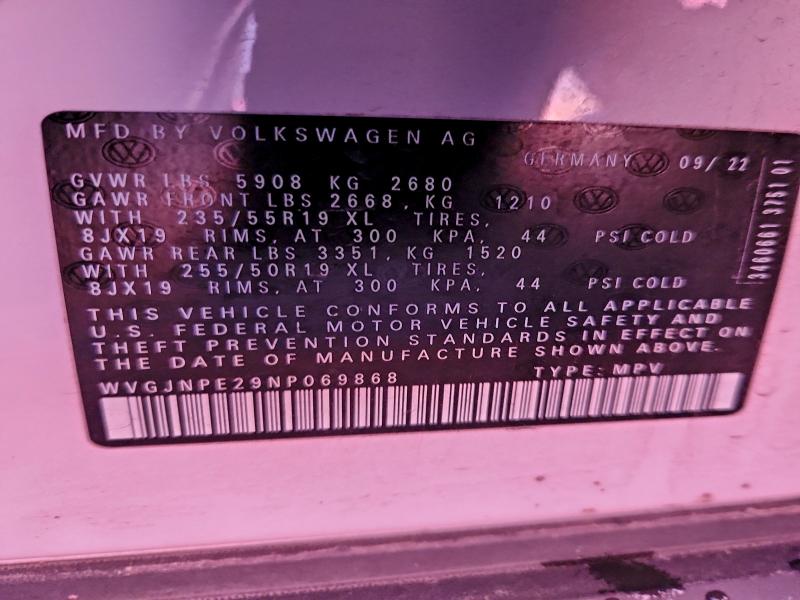 MFD BY VOLKSWAGEN AG
GERMANY 09/22
GVWR LBS 5908 KG 2680
GAWR FRONT LBS 2668, KG 1210
WITH 235/55R19 XL TIRES,
8JX19 RIMS, AT 300 KPA, 44 PSI COLD
GAWR REAR LBS 3351, KG 1520
WITH 255/50R19 XL TIRES,
8JX19 RIMS, AT 300 KPA, 44 PSI COLD
THIS VEHICLE CONFORMS TO ALL APPLICABLE
U.S. FEDERAL MOTOR VEHICLE SAFETY AND
THEFT PREVENTION STANDARDS IN EFFECT ON
THE DATE OF MANUFACTURE SHOWN ABOVE.
WVGJNPE29NP069868 TYPE: MPV